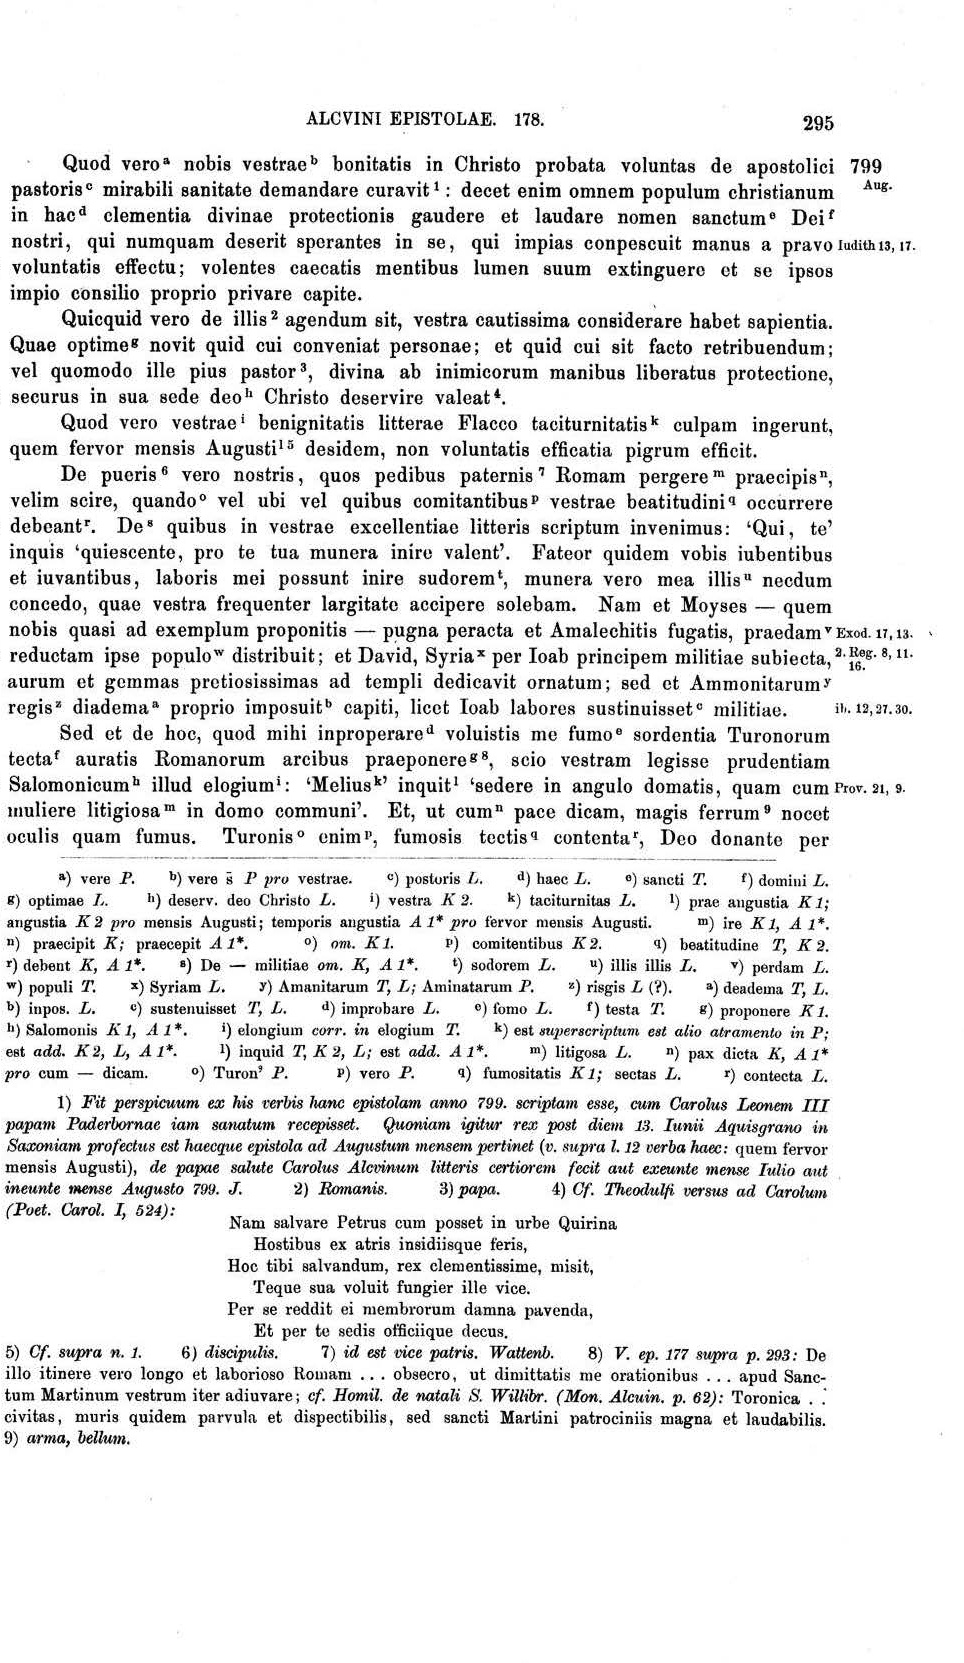 ALCVINI EPISTOLAE. 178. 295
Quod vero a nobis vestrae b bonitatis in Christo probata voluntas de apostolici 799
pastoris c mirabili sanitate demandare curavit 1 : decet enim omnem populum christianum Aug.
in hac d clementia divinae protectionis gaudere et laudare nomen sanctum e Dei f
nostri, qui numquam deserit sperantes in se, qui impias conpescuit manus a pravo Iudith 13, 17.
voluntatis effectu; volentes caecatis mentibus lumen suum extinguere et se ipsos
impio consilio proprio privare capite.
Quicquid vero de illis 2 agendum sit, vestra cautissima considerare habet sapientia.
Quae optime g novit quid cui conveniat personae; et quid cui sit facto retribuendum;
vel quomodo ille pius pastor 3, divina ab inimicorum manibus liberatus protectione,
securus in sua sede deo h Christo deservire valeat 4.
Quod vero vestrae i benignitatis litterae Flacco taciturnitatis k culpam ingerunt,
quem fervor mensis Augusti l 5 desidem, non voluntatis efficatia pigrum efficit.
De pueris 6 vero nostris, quos pedibus paternis 7 Romam pergere m praecipis n,
velim scire, quando o vel ubi vel quibus comitantibus p vestrae beatitudini q occurrere
debeant r. De s quibus in vestrae excellentiae litteris scriptum invenimus: ‘Qui, te’
inquis ‘quiescente, pro te tua munera inire valent’. Fateor quidem vobis iubentibus
et iuvantibus, laboris mei possunt inire sudorem t, munera vero mea illis u necdum
concedo, quae vestra frequenter largitate accipere solebam. Nam et Moyses — quem
nobis quasi ad exemplum proponitis — pugna peracta et Amalechitis fugatis, praedam v Exod. 17, 13.
reductam ipse populo w distribuit; et David, Syria x per Ioab principem militiae subiecta, 2. Reg. 8, 11. 16.
aurum et gemmas pretiosissimas ad templi dedicavit ornatum; sed et Ammonitarum y
regis z diadema a proprio imposuit b capiti, licet Ioab labores sustinuisset c militiae. ib. 12, 27. 30.
Sed et de hoc, quod mihi inproperare d voluistis me fumo e sordentia Turonorum
tecta f auratis Romanorum arcibus praeponere g 8, scio vestram legisse prudentiam
Salomonicum h illud elogium i: ‘Melius k’ inquit l ‘sedere in angulo domatis, quam cum Prov. 21, 9.
muliere litigiosa m in domo communi’. Et, ut cum n pace dicam, magis ferrum 9 nocet
oculis quam fumus. Turonis o enim p, fumosis tectis q contenta r, Deo donante per
a) vere P. b) vere s̄ P pro vestrae. c) postoris L. d) haec L. e) sancti T. f) domini L.
g) optimae L. h) deserv. deo Christo L. i) vestra K 2. k) taciturnitas L. l) prae angustia K 1;
angustia K 2 pro mensis Augusti; temporis angustia A 1* pro fervor mensis Augusti. m) ire K 1, A 1*.
n) praecipit K; praecepit A 1*. o) om. K 1. p) comitentibus K 2. q) beatitudine T, K 2.
r) debent K, A 1*. s) De — militiae om. K, A 1*. t) sodorem L. u) illis illis L. v) perdam L.
w) populi T. x) Syriam L. y) Amanitarum T, L; Aminatarum P. z) risgis L (?). a) deadema T, L.
b) inpos. L. c) sustenuisset T, L. d) improbare L. e) fomo L. f) testa T. g) proponere K 1.
h) Salomonis K 1, A 1*. i) elongium corr. in elogium T. k) est superscriptum est alio atramento in P;
est add. K 2, L, A 1*. l) inquid T, K 2, L; est add. A 1*. m) litigosa L. n) pax dicta K, A 1*
pro cum — dicam. o) Turon⁹ P. p) vero P. q) fumositatis K 1; sectas L. r) contecta L.
1) Fit perspicuum ex his verbis hanc epistolam anno 799. scriptam esse, cum Carolus Leonem III
papam Paderbornae iam sanatum recepisset. Quoniam igitur rex post diem 13. Iunii Aquisgrano in
Saxoniam profectus est haecque epistola ad Augustum mensem pertinet (v. supra l. 12 verba haec: quem fervor
mensis Augusti), de papae salute Carolus Alcvinum litteris certiorem fecit aut exeunte mense Iulio aut
ineunte mense Augusto 799. J. 2) Romanis. 3) papa. 4) Cf. Theodulfi versus ad Carolum
(Poet. Carol. I, 524):
Nam salvare Petrus cum posset in urbe Quirina
Hostibus ex atris insidiisque feris,
Hoc tibi salvandum, rex clementissime, misit,
Teque sua voluit fungier ille vice.
Per se reddit ei membrorum damna pavenda,
Et per te sedis officiique decus.
5) Cf. supra n. 1. 6) discipulis. 7) id est vice patris. Wattenb. 8) V. ep. 177 supra p. 293: De
illo itinere vero longo et laborioso Romam . . . obsecro, ut dimittatis me orationibus . . . apud Sanc-
tum Martinum vestrum iter adiuvare; cf. Homil. de natali S. Willibr. (Mon. Alcuin. p. 62): Toronica . .
civitas, muris quidem parvula et dispectibilis, sed sancti Martini patrociniis magna et laudabilis.
9) arma, bellum.